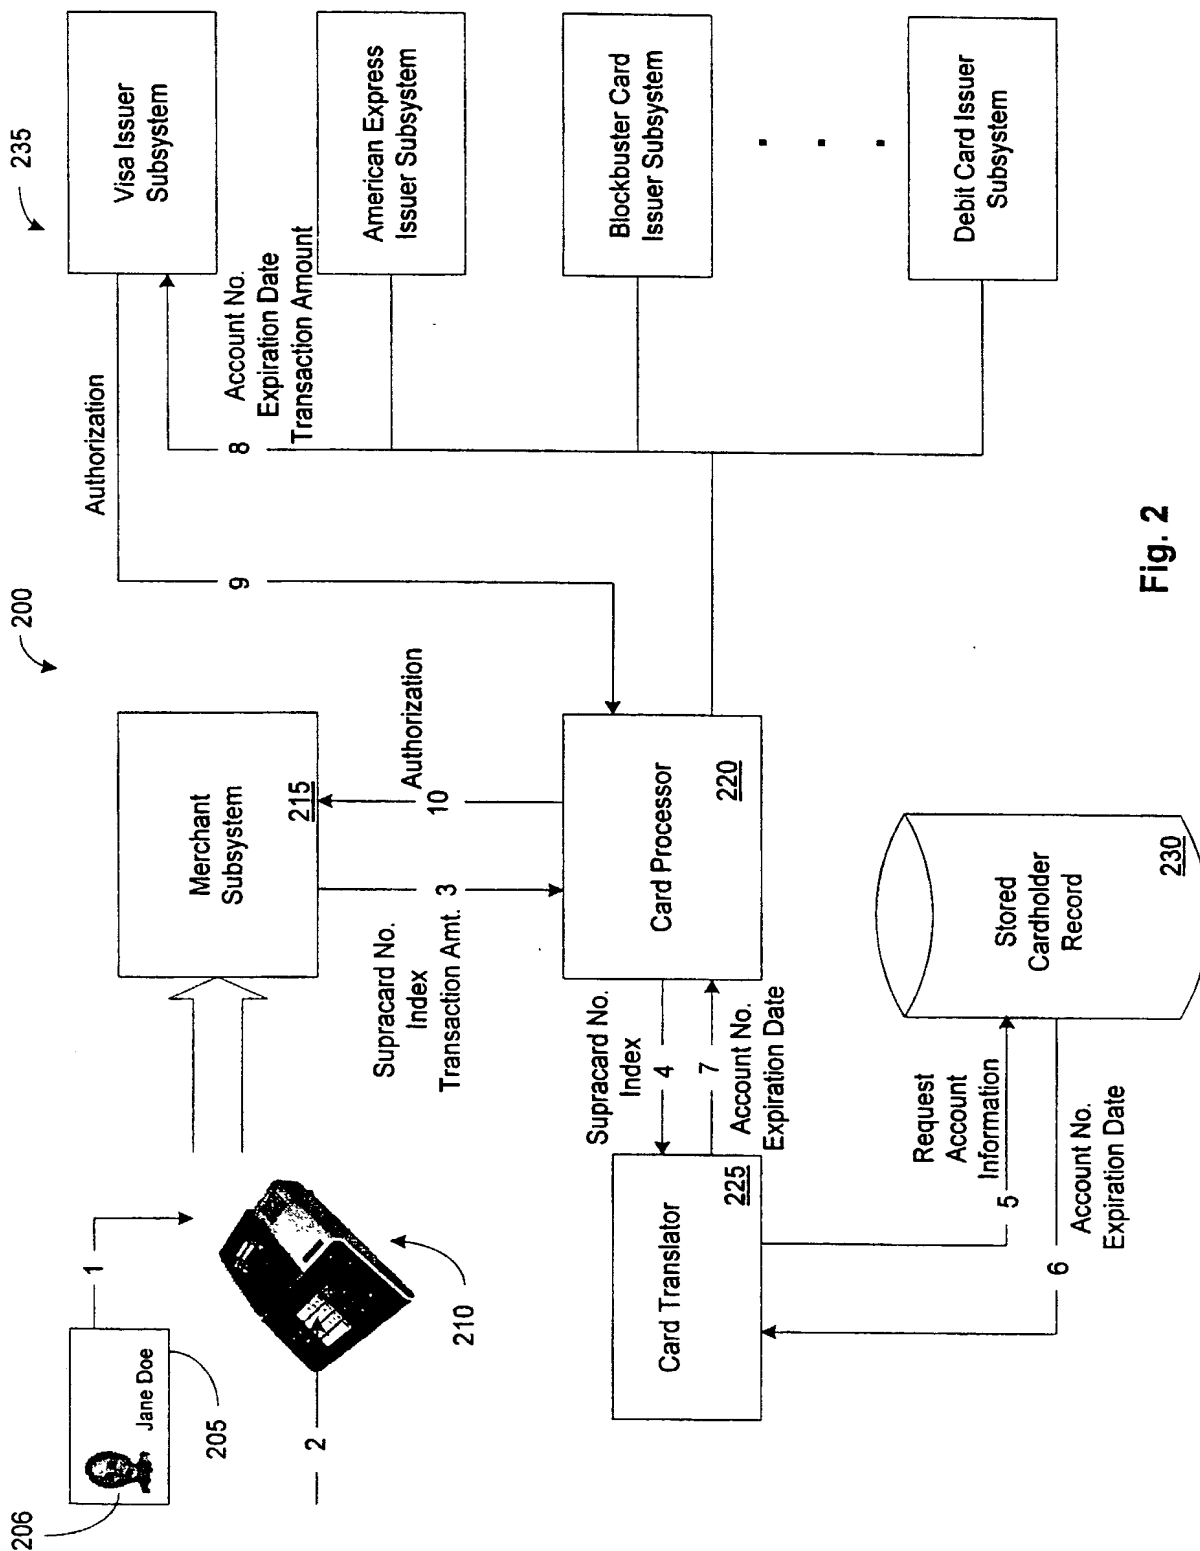 206
Jane Doe
205
1
2
210
200
235
Merchant
Subsystem
215
Supracard No.
Index
Transaction Amt.
3
10
Authorization
Card Processor
220
Supracard No.
Index
4
7
Account No.
Expiration Date
Card Translator
225
Request
Account
Information
5
6
Account No.
Expiration Date
Stored
Cardholder
Record
230
9
Authorization
8
Account No.
Expiration Date
Transaction Amount
Visa Issuer
Subsystem
American Express
Issuer Subsystem
Blockbuster Card
Issuer Subsystem
Debit Card Issuer
Subsystem
Fig. 2